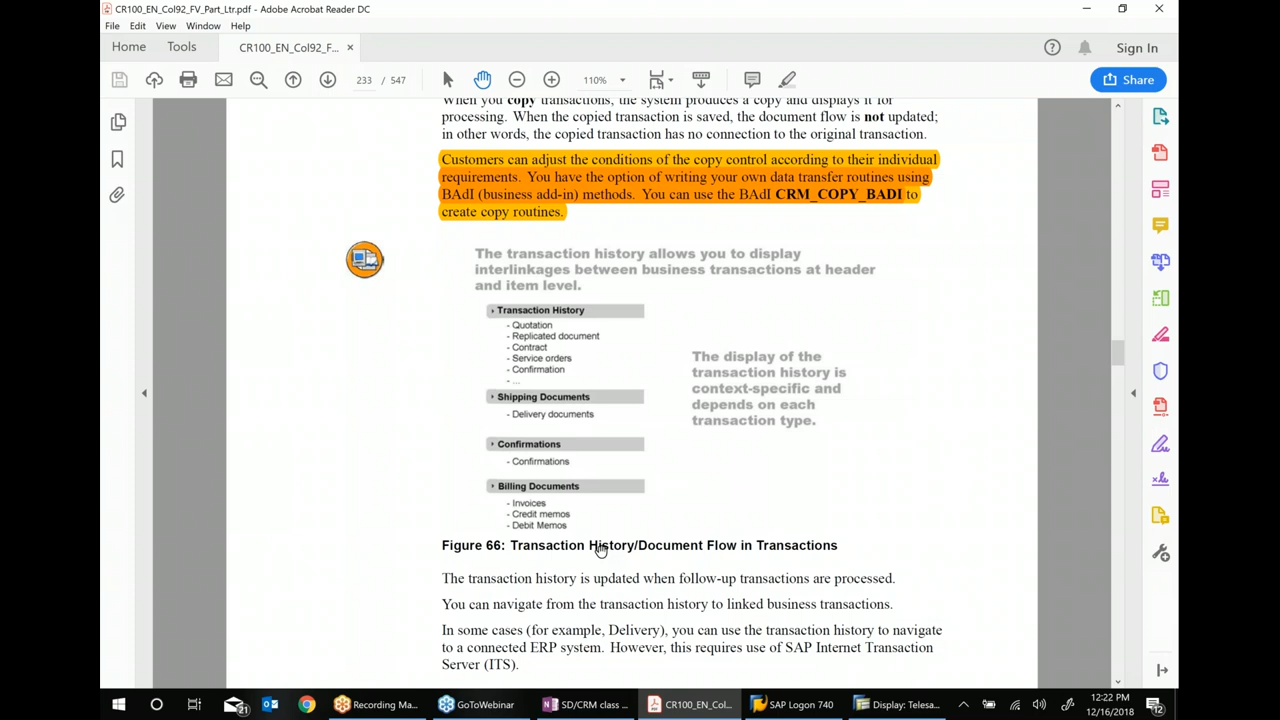 CR100_EN_Col92_FV_Part_Ltr.pdf - Adobe Acrobat Reader DC
File Edit View Window Help
Home Tools CR100_EN_Col92_F... × Sign In
233 / 547 110% Share
When you copy transactions, the system produces a copy and displays it for
processing. When the copied transaction is saved, the document flow is not updated;
in other words, the copied transaction has no connection to the original transaction.
Customers can adjust the conditions of the copy control according to their individual
requirements. You have the option of writing your own data transfer routines using
BAdI (business add-in) methods. You can use the BAdI CRM_COPY_BADI to
create copy routines.
The transaction history allows you to display
interlinkages between business transactions at header
and item level.
Transaction History
- Quotation
- Replicated document
- Contract
- Service orders
- Confirmation
- ...
Shipping Documents
- Delivery documents
Confirmations
- Confirmations
Billing Documents
- Invoices
- Credit memos
- Debit Memos
The display of the
transaction history is
context-specific and
depends on each
transaction type.
Figure 66: Transaction History/Document Flow in Transactions
The transaction history is updated when follow-up transactions are processed.
You can navigate from the transaction history to linked business transactions.
In some cases (for example, Delivery), you can use the transaction history to navigate
to a connected ERP system. However, this requires use of SAP Internet Transaction
Server (ITS).
21 Recording Ma... GoToWebinar SD/CRM class ... CR100_EN_Col... SAP Logon 740 Display: Telesa... 12:22 PM
12/16/2018 12